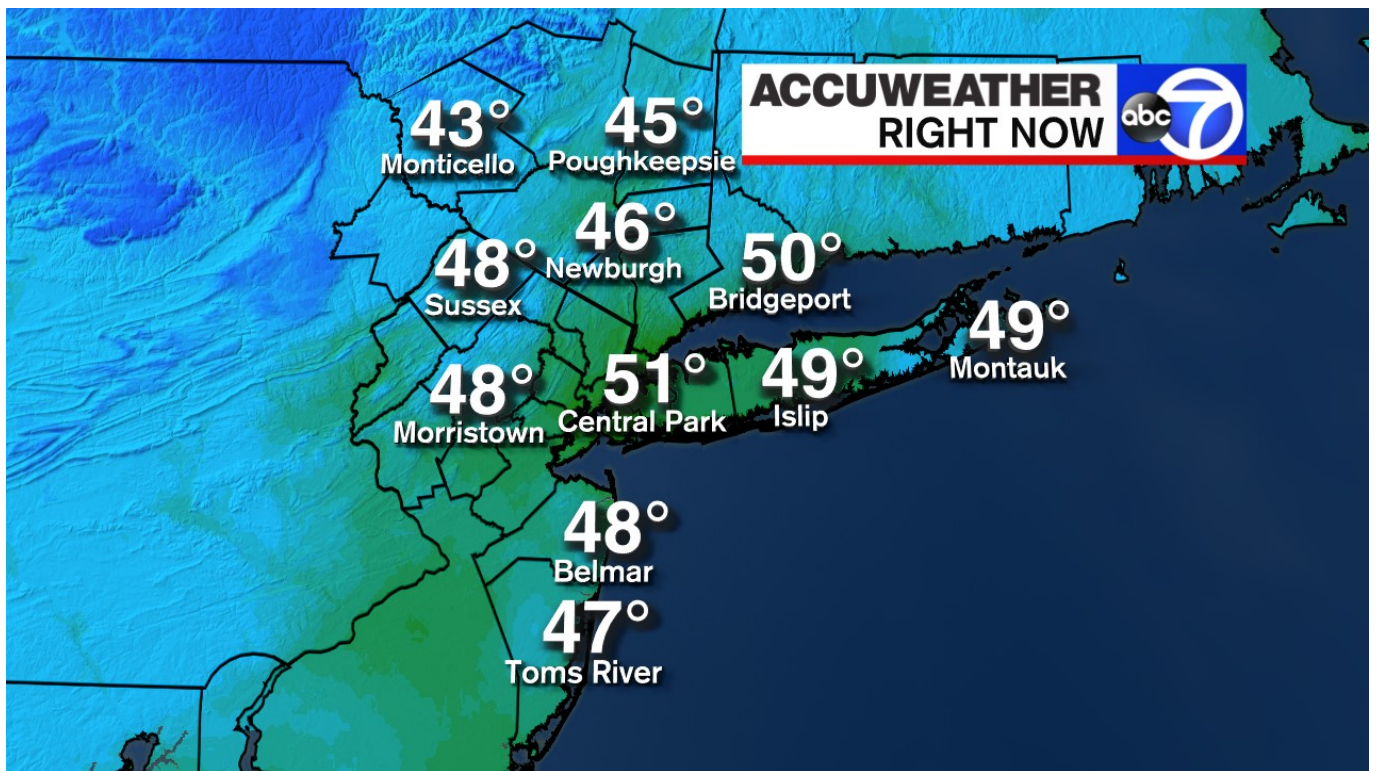 ACCUWEATHER
RIGHT NOW
abc 7
43°
Monticello
45°
Poughkeepsie
46°
Newburgh
48°
Sussex
50°
Bridgeport
49°
Montauk
48°
Morristown
51°
Central Park
49°
Islip
48°
Belmar
47°
Toms River